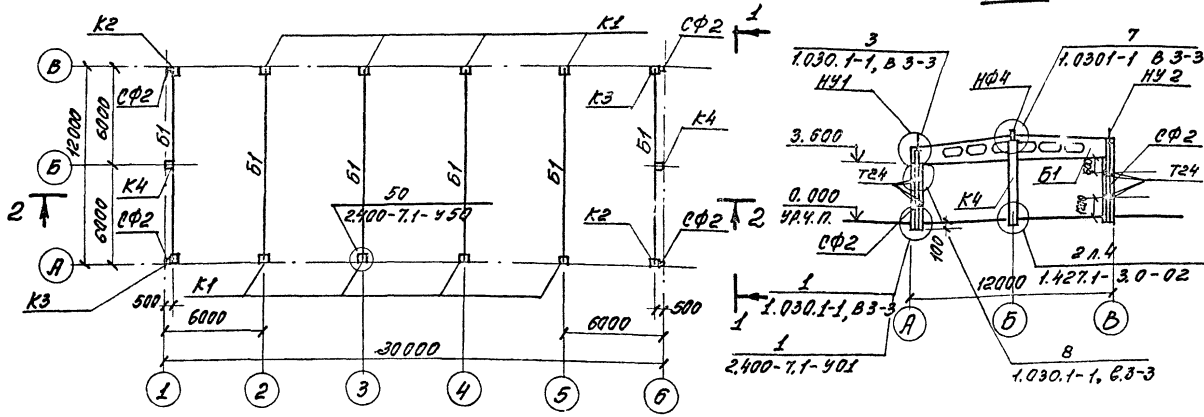 К2
К1
СФ2
1
В
СФ2
К3
К4
12000
6000
Б1
Б1
Б1
Б1
Б1
Б1
Б
К4
50
2.400-7.1-У50
2
2
6000
СФ2
К2
СФ2
А
К3
К1
500
500
6000
6000
30000
1
1
2
3
4
5
6
3
1.030.1-1, В 3-3
7
1.0301-1 В 3-3
НУ1
НФ4
НУ2
3.600
СФ2
Т24
Б1
600
Т24
К4
0.000
УР.Ч.П.
1200
СФ2
100
2 л.4
1.427.1-3.0-02
12000
1
1.030.1-1, В 3-3
А
Б
В
1
2.400-7.1-У01
8
1.030.1-1, В.3-3